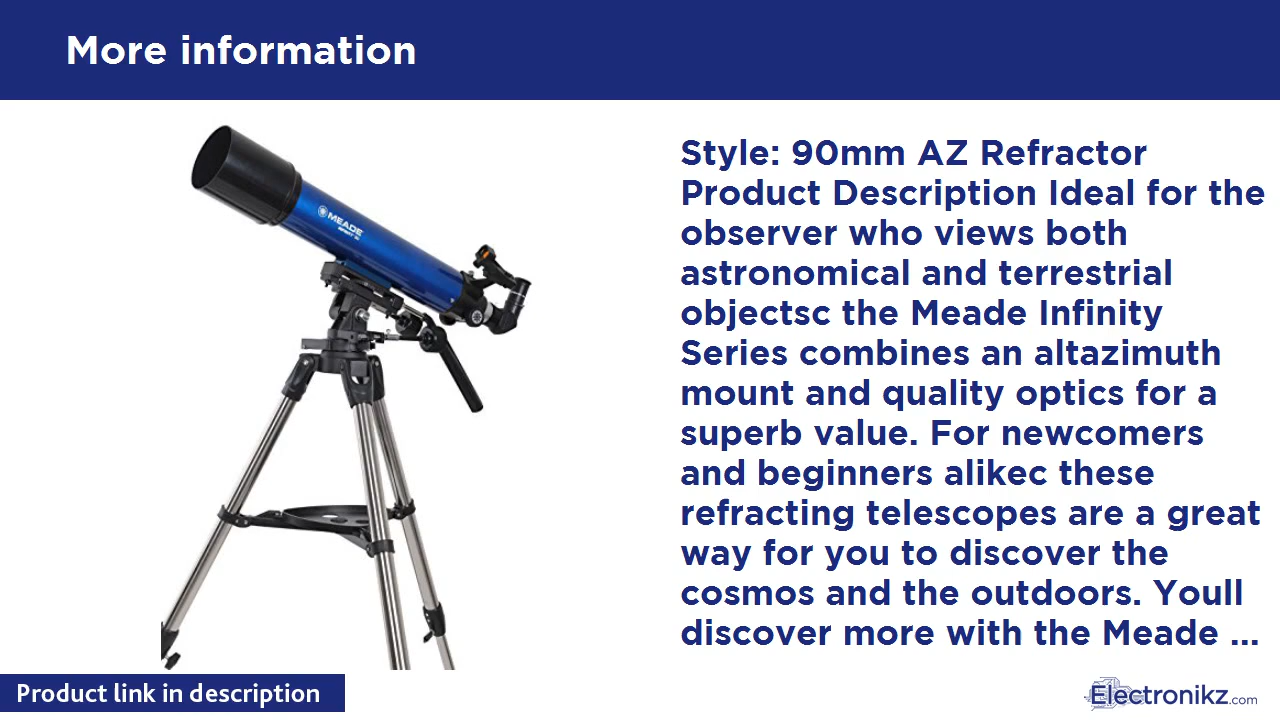 More information
Style: 90mm AZ Refractor
Product Description Ideal for the
observer who views both
astronomical and terrestrial
objectsc the Meade Infinity
Series combines an altazimuth
mount and quality optics for a
superb value. For newcomers
and beginners alikec these
refracting telescopes are a great
way for you to discover the
cosmos and the outdoors. Youll
discover more with the Meade ...
MEADE
Product link in description
Electronikz.com